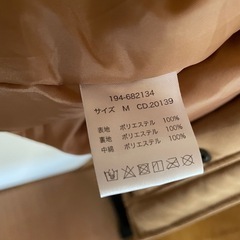 194-682134
サイズ M CD.20139
表地 ポリエステル 100%
裏地 ポリエステル 100%
中綿 ポリエステル 100%